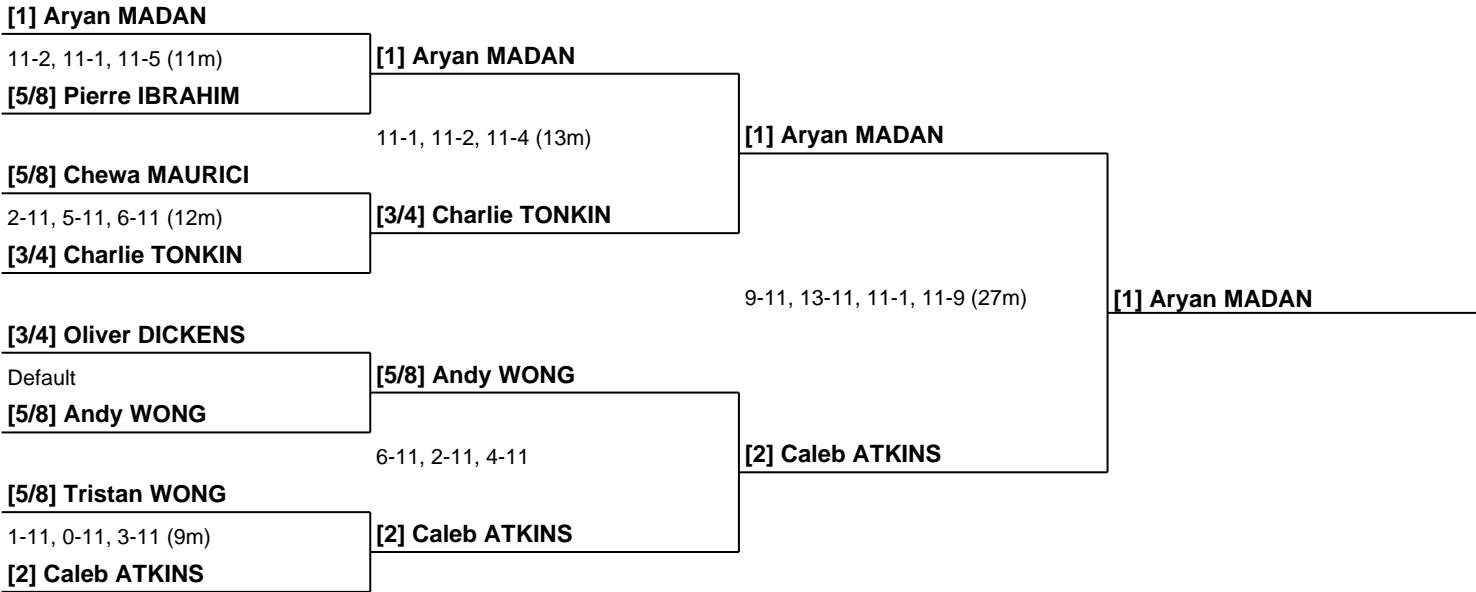 [1] Aryan MADAN
11-2, 11-1, 11-5 (11m)
[1] Aryan MADAN
[5/8] Pierre IBRAHIM
11-1, 11-2, 11-4 (13m)
[1] Aryan MADAN
[5/8] Chewa MAURICI
2-11, 5-11, 6-11 (12m)
[3/4] Charlie TONKIN
[3/4] Charlie TONKIN
9-11, 13-11, 11-1, 11-9 (27m)
[1] Aryan MADAN
[3/4] Oliver DICKENS
Default
[5/8] Andy WONG
[5/8] Andy WONG
6-11, 2-11, 4-11
[2] Caleb ATKINS
[5/8] Tristan WONG
1-11, 0-11, 3-11 (9m)
[2] Caleb ATKINS
[2] Caleb ATKINS